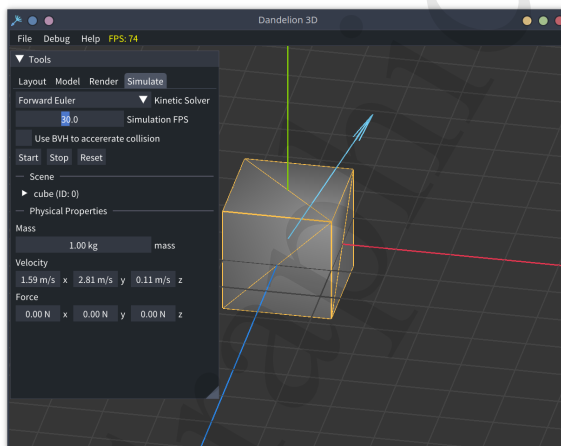 Dandelion 3D
File Debug Help FPS: 74
Tools
Layout Model Render Simulate
Forward Euler Kinetic Solver
30.0 Simulation FPS
Use BVH to accererate collision
Start Stop Reset
Scene
cube (ID: 0)
Physical Properties
Mass
1.00 kg mass
Velocity
1.59 m/s x 2.81 m/s y 0.11 m/s z
Force
0.00 N x 0.00 N y 0.00 N z